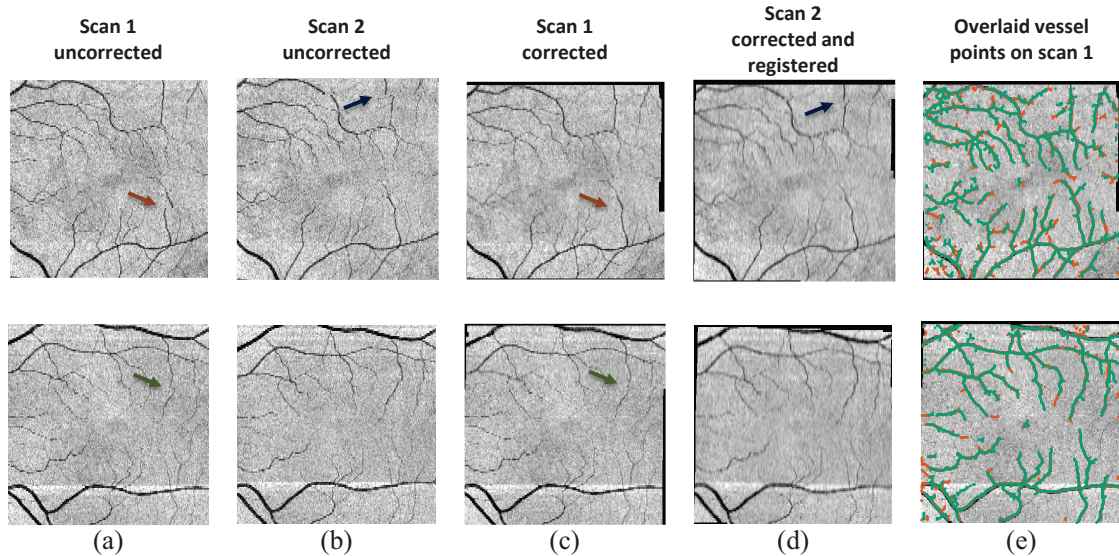 Scan 1
uncorrected
Scan 2
uncorrected
Scan 1
corrected
Scan 2
corrected and
registered
Overlaid vessel
points on scan 1
(a)
(b)
(c)
(d)
(e)